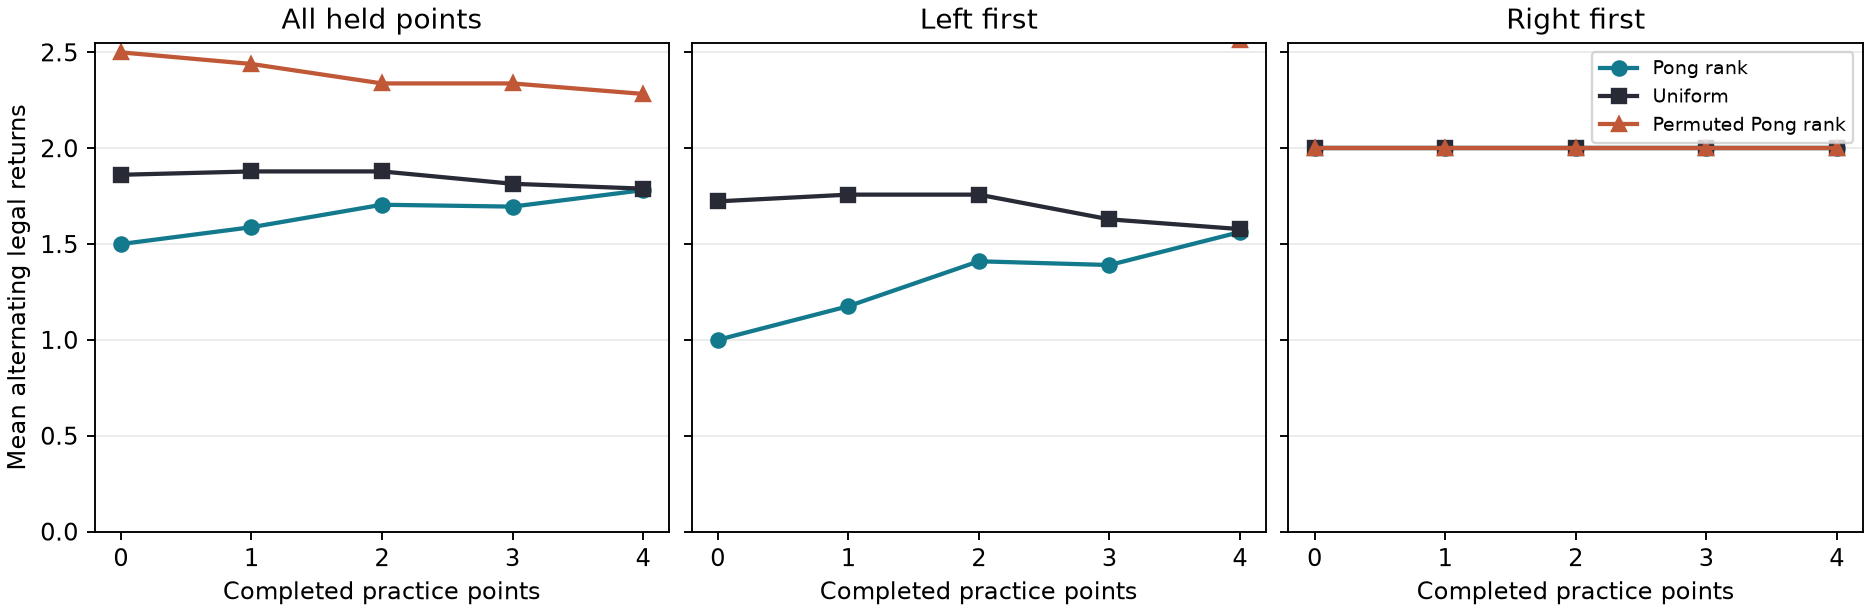 All held points
Left first
Right first
Mean alternating legal returns
2.5
2.0
1.5
1.0
0.5
0.0
Pong rank
Uniform
Permuted Pong rank
0 1 2 3 4
0 1 2 3 4
0 1 2 3 4
Completed practice points
Completed practice points
Completed practice points